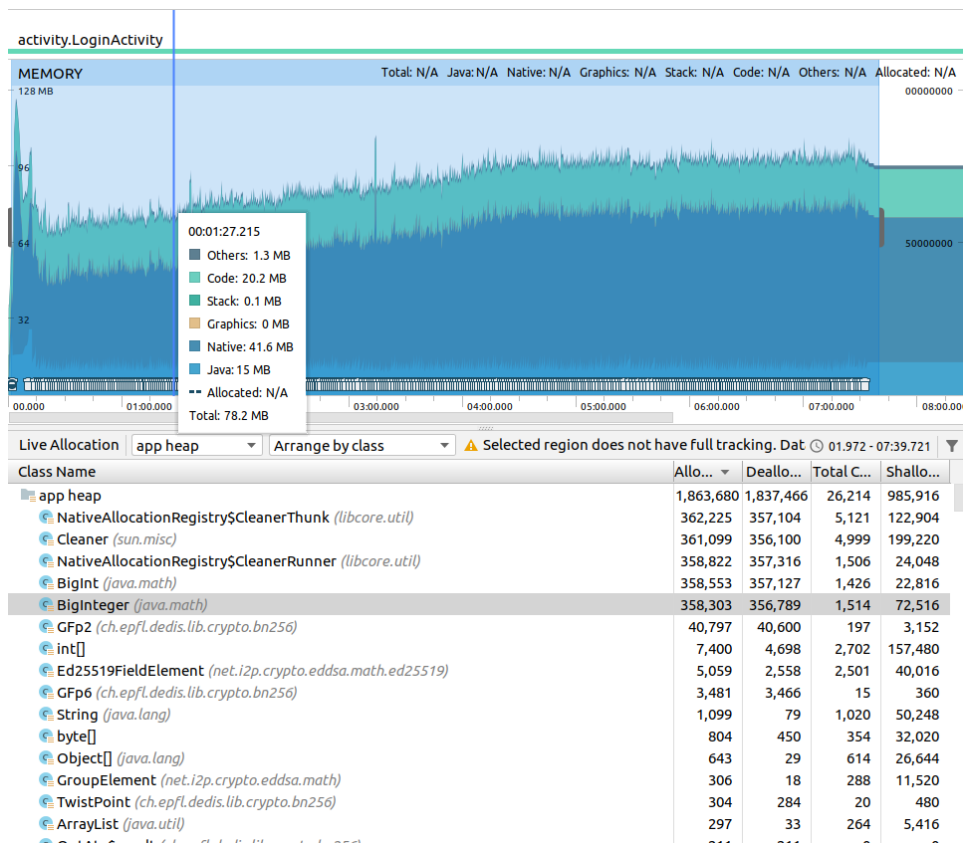 activity.LoginActivity
MEMORY Total: N/A Java: N/A Native: N/A Graphics: N/A Stack: N/A Code: N/A Others: N/A Allocated: N/A
128 MB 00000000
96
64 50000000
32
00:01:27.215
Others: 1.3 MB
Code: 20.2 MB
Stack: 0.1 MB
Graphics: 0 MB
Native: 41.6 MB
Java: 15 MB
Allocated: N/A
Total: 78.2 MB
00.000 01:00.000 03:00.000 04:00.000 05:00.000 06:00.000 07:00.000 08:00.00
Live Allocation app heap Arrange by class Selected region does not have full tracking. Dat 01.972 - 07:39.721
Class Name Allo... Deallo... Total C... Shallo...
app heap 1,863,680 1,837,466 26,214 985,916
NativeAllocationRegistry$CleanerThunk (libcore.util) 362,225 357,104 5,121 122,904
Cleaner (sun.misc) 361,099 356,100 4,999 199,220
NativeAllocationRegistry$CleanerRunner (libcore.util) 358,822 357,316 1,506 24,048
BigInt (java.math) 358,553 357,127 1,426 22,816
BigInteger (java.math) 358,303 356,789 1,514 72,516
GFp2 (ch.epfl.dedis.lib.crypto.bn256) 40,797 40,600 197 3,152
int[] 7,400 4,698 2,702 157,480
Ed25519FieldElement (net.i2p.crypto.eddsa.math.ed25519) 5,059 2,558 2,501 40,016
GFp6 (ch.epfl.dedis.lib.crypto.bn256) 3,481 3,466 15 360
String (java.lang) 1,099 79 1,020 50,248
byte[] 804 450 354 32,020
Object[] (java.lang) 643 29 614 26,644
GroupElement (net.i2p.crypto.eddsa.math) 306 18 288 11,520
TwistPoint (ch.epfl.dedis.lib.crypto.bn256) 304 284 20 480
ArrayList (java.util) 297 33 264 5,416